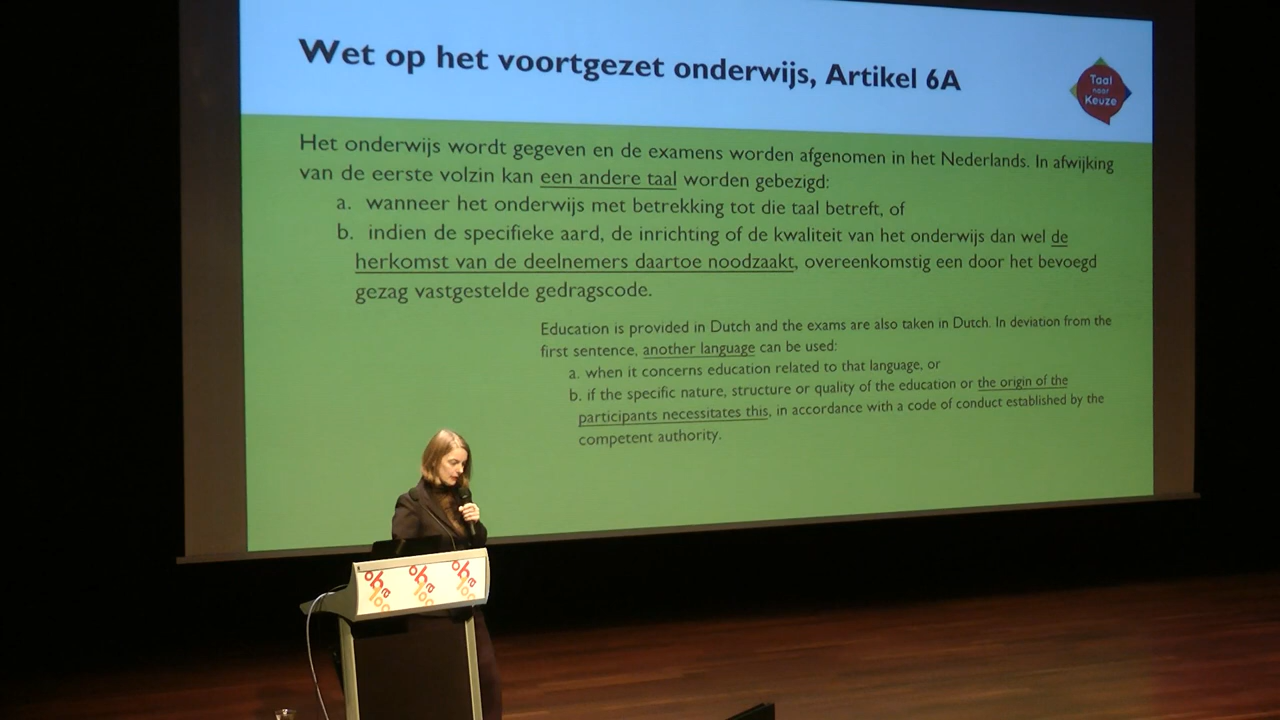 Wet op het voortgezet onderwijs, Artikel 6A
Taal
naar
Keuze
Het onderwijs wordt gegeven en de examens worden afgenomen in het Nederlands. In afwijking
van de eerste volzin kan een andere taal worden gebezigd:
a. wanneer het onderwijs met betrekking tot die taal betreft, of
b. indien de specifieke aard, de inrichting of de kwaliteit van het onderwijs dan wel de
herkomst van de deelnemers daartoe noodzaakt, overeenkomstig een door het bevoegd
gezag vastgestelde gedragscode.
Education is provided in Dutch and the exams are also taken in Dutch. In deviation from the
first sentence, another language can be used:
a. when it concerns education related to that language, or
b. if the specific nature, structure or quality of the education or the origin of the
participants necessitates this, in accordance with a code of conduct established by the
competent authority.
oba
100
oba
100
oba
100